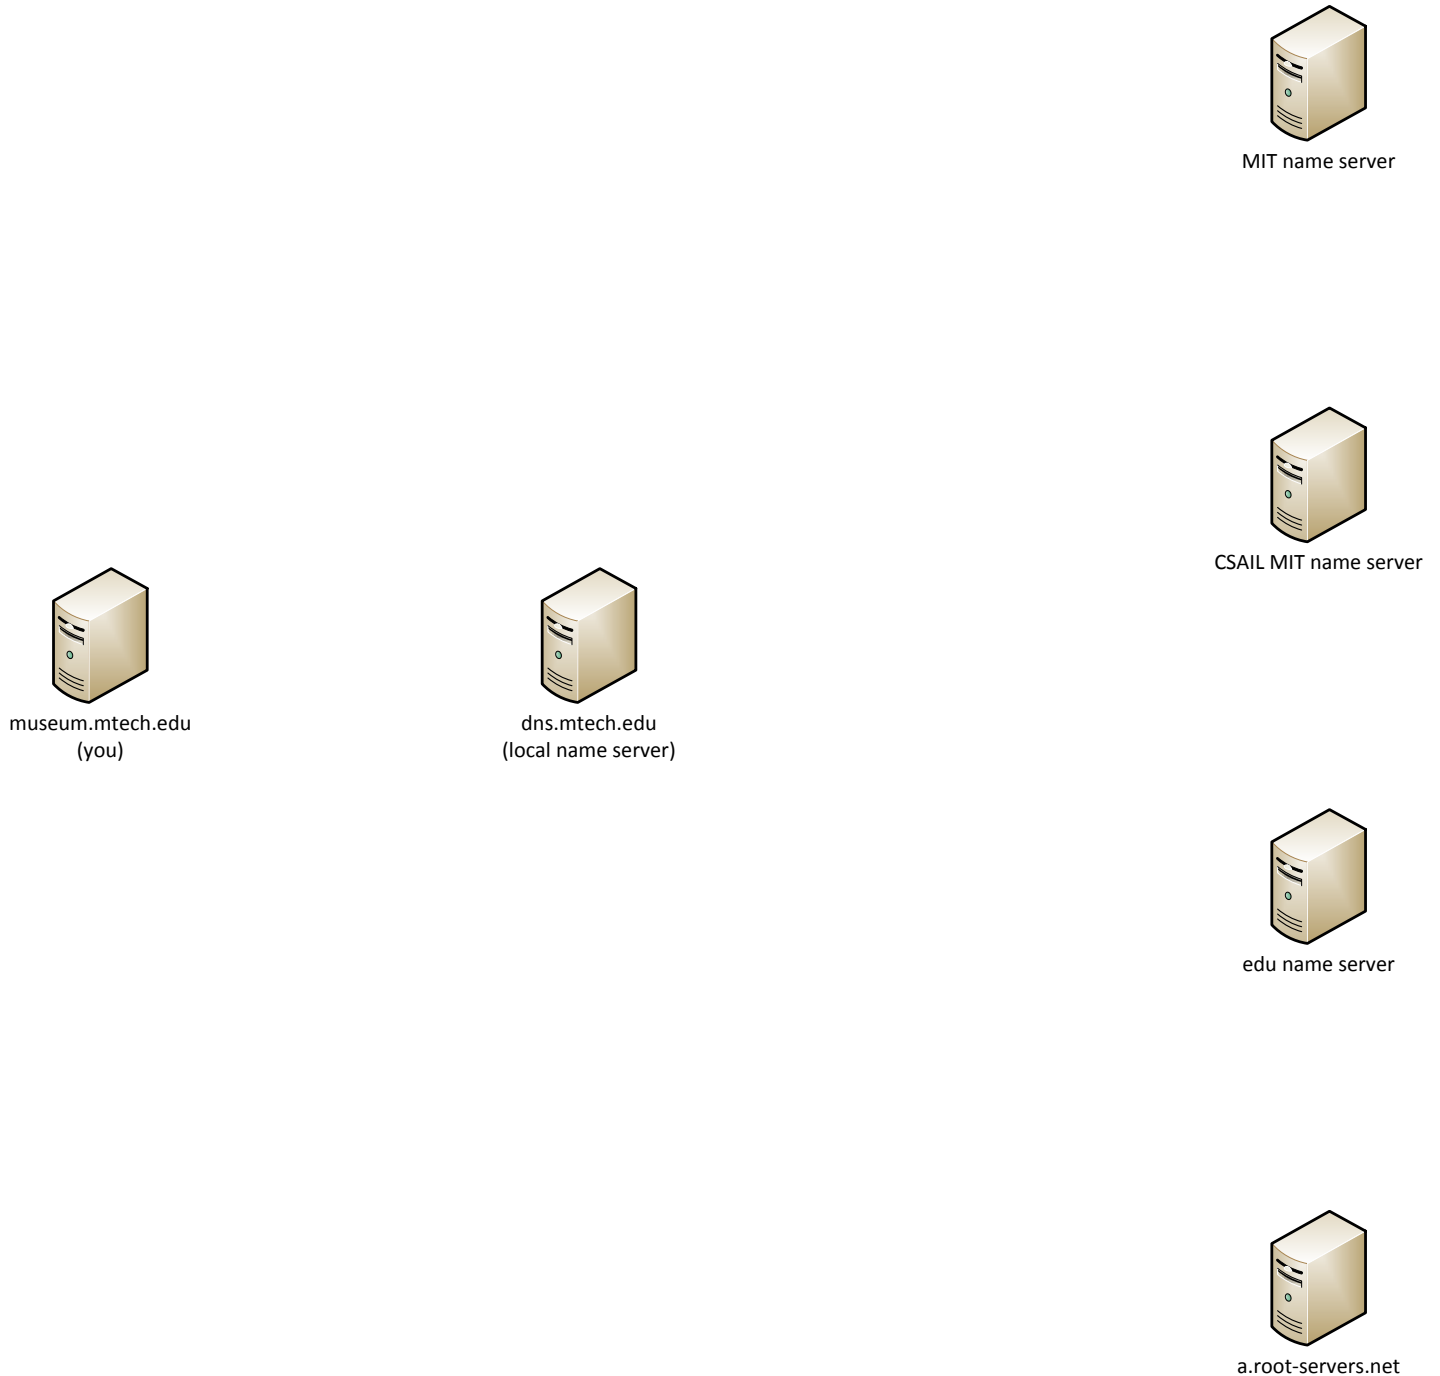 MIT name server
CSAIL MIT name server
museum.mtech.edu
(you)
dns.mtech.edu
(local name server)
edu name server
a.root-servers.net